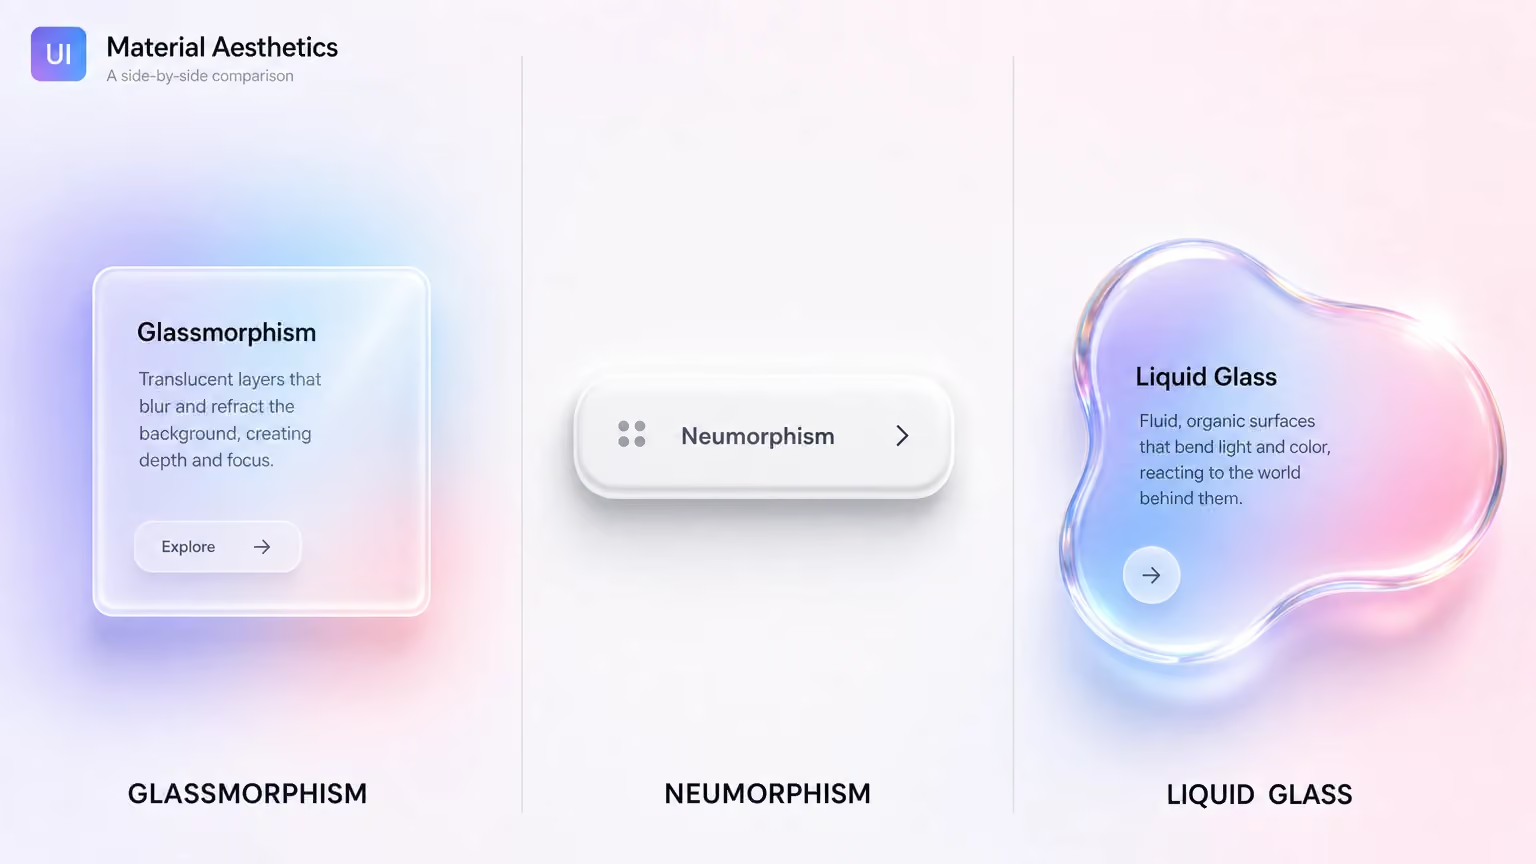 UI
Material Aesthetics
A side-by-side comparison
Glassmorphism
Translucent layers that
blur and refract the
background, creating
depth and focus.
Explore
GLASSMORPHISM
Neumorphism
NEUMORPHISM
Liquid Glass
Fluid, organic surfaces
that bend light and color,
reacting to the world
behind them.
LIQUID GLASS